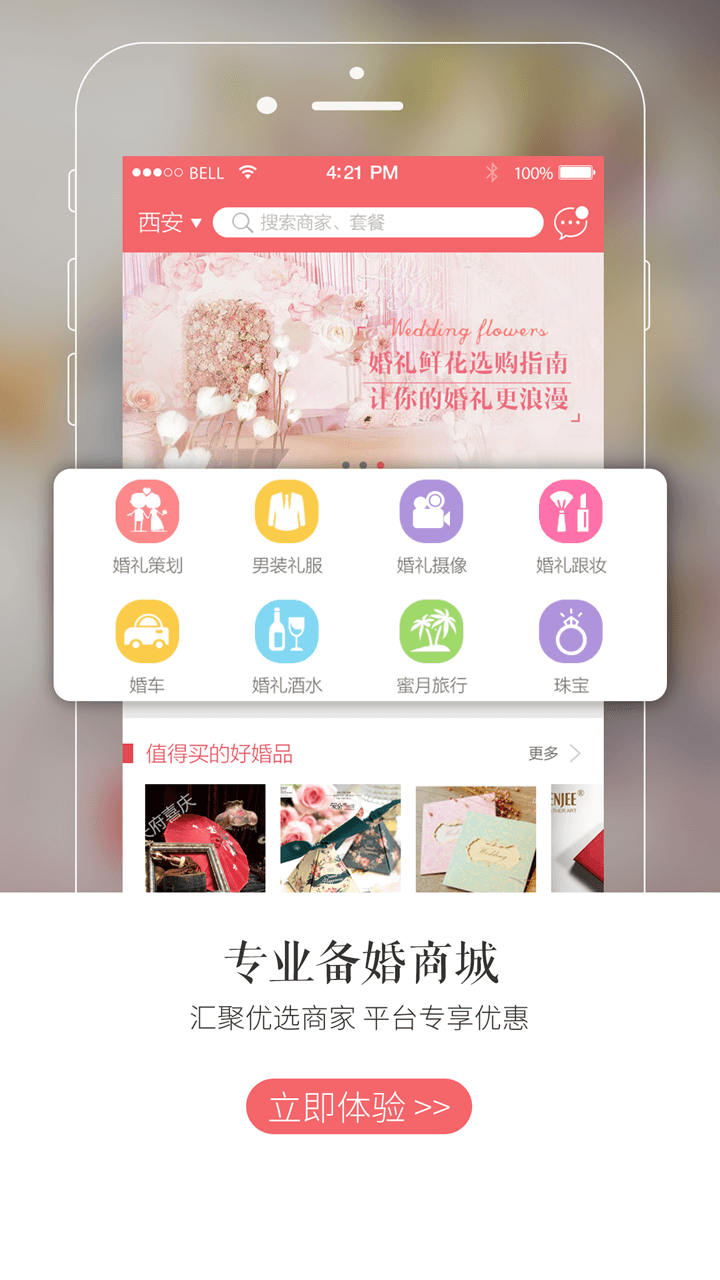 BELL 4:21 PM 100%
西安 搜索商家、套餐
Wedding flowers
婚礼鲜花选购指南
让你的婚礼更浪漫
婚礼策划 男装礼服 婚礼摄像 婚礼跟妆
婚车 婚礼酒水 蜜月旅行 珠宝
值得买的好婚品 更多
府喜庆
ENJEE®
Wedding
专业备婚商城
汇聚优选商家 平台专享优惠
立即体验 >>